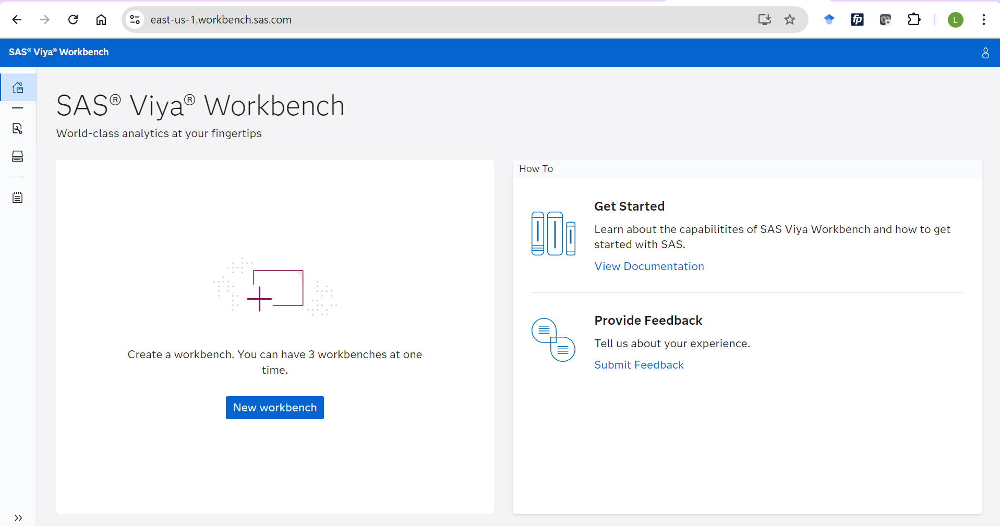 east-us-1.workbench.sas.com
fp
L
SAS® Viya® Workbench
SAS® Viya® Workbench
World-class analytics at your fingertips
Create a workbench. You can have 3 workbenches at one
time.
New workbench
How To
Get Started
Learn about the capabilitites of SAS Viya Workbench and how to get
started with SAS.
View Documentation
Provide Feedback
Tell us about your experience.
Submit Feedback